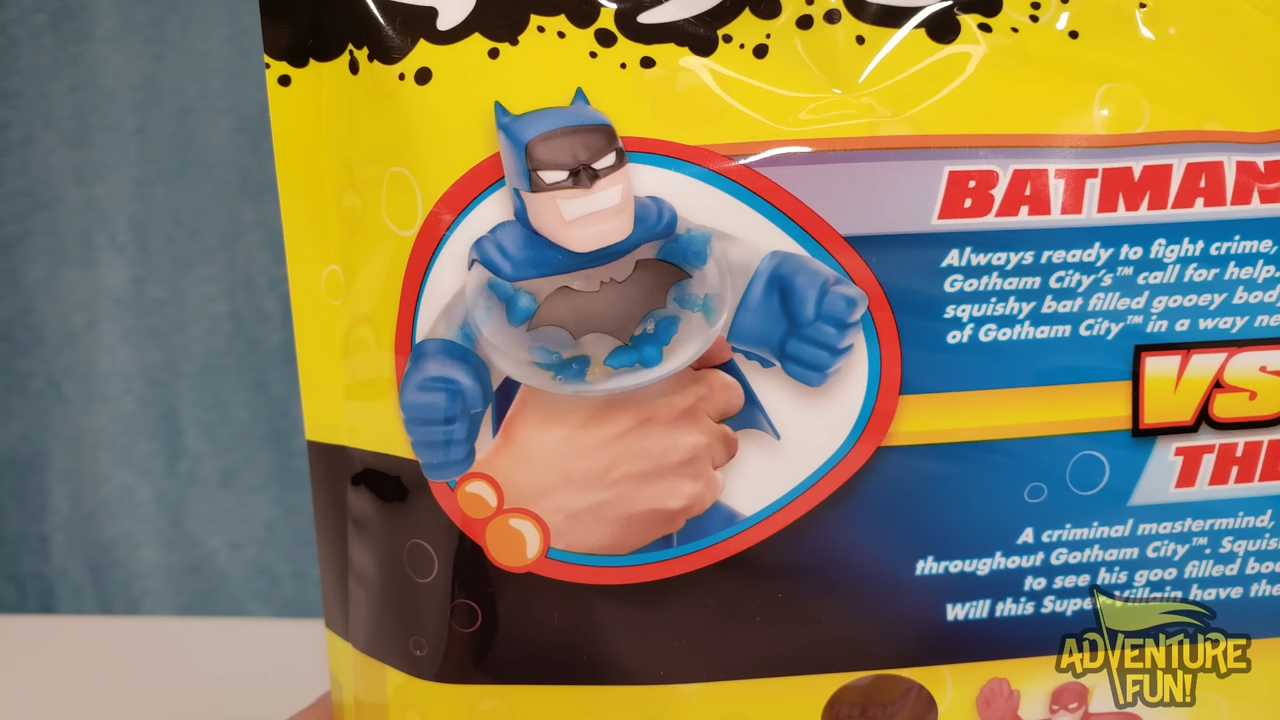 BATMAN
Always ready to fight crime,
Gotham City's™ call for help.
squishy bat filled gooey bod
of Gotham City™ in a way ne
VS
THE
A criminal mastermind,
throughout Gotham City™. Squis
to see his goo filled bod
Will this Super-Villain have the
ADVENTURE
FUN!